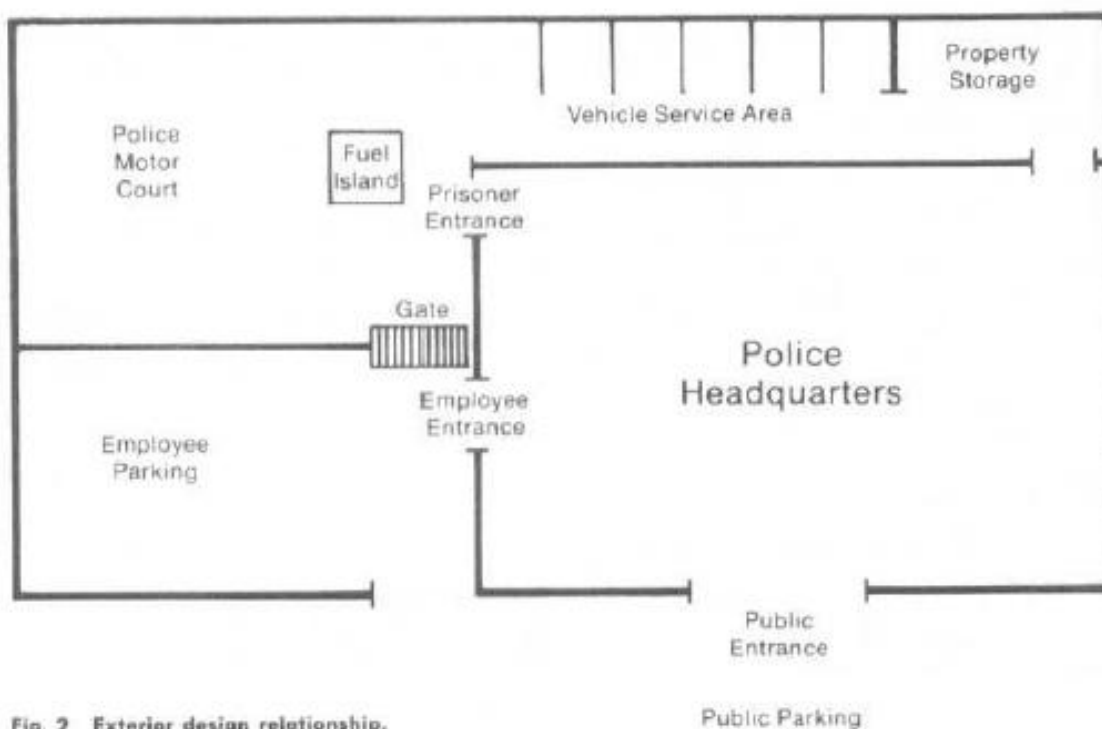 Property
Storage
Vehicle Service Area
Police
Motor
Court
Fuel
Island
Prisoner
Entrance
Gate
Police
Headquarters
Employee
Entrance
Employee
Parking
Public
Entrance
Public Parking
Fig. 2 Exterior design relationship.